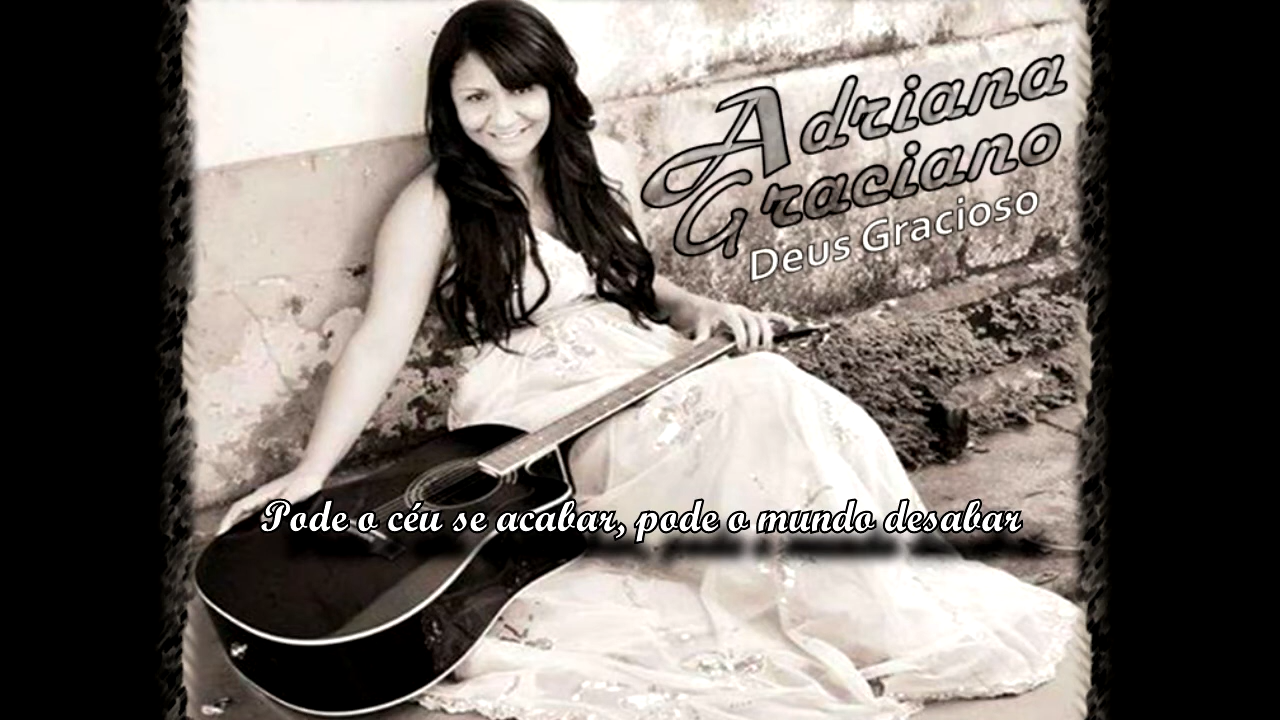 Adriana
Graciano
Deus Gracioso
Pode o céu se acabar, pode o mundo desabar